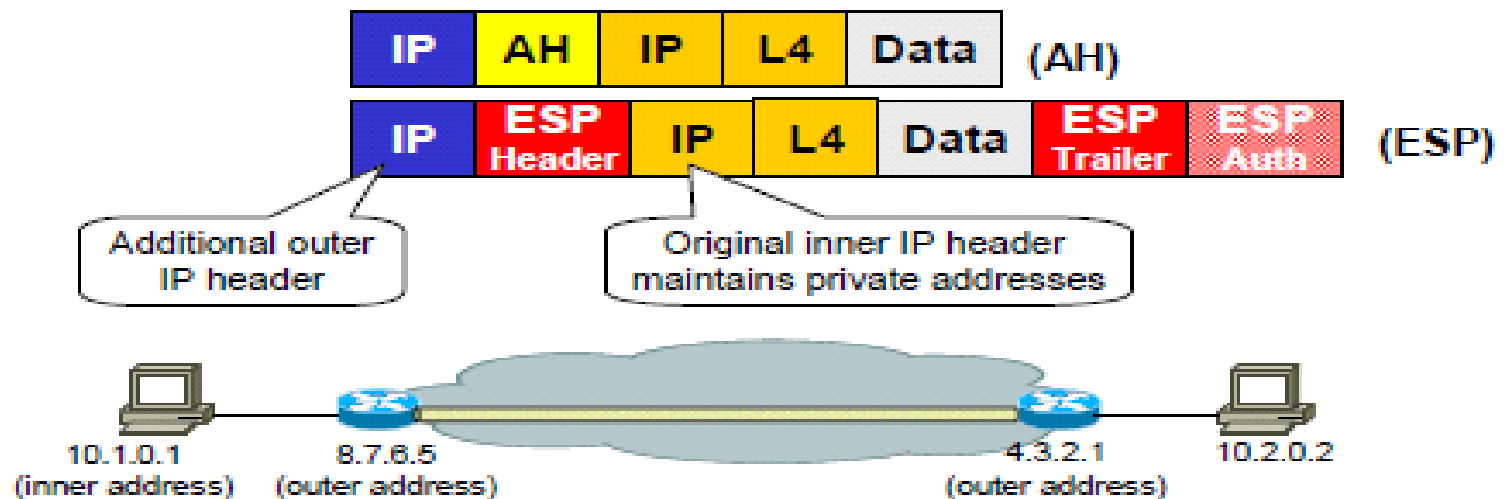 IP AH IP L4 Data (AH)
IP ESP Header IP L4 Data ESP Trailer ESP Auth (ESP)
Additional outer
IP header
Original inner IP header
maintains private addresses
10.1.0.1
(inner address)
8.7.6.5
(outer address)
4.3.2.1
(outer address)
10.2.0.2